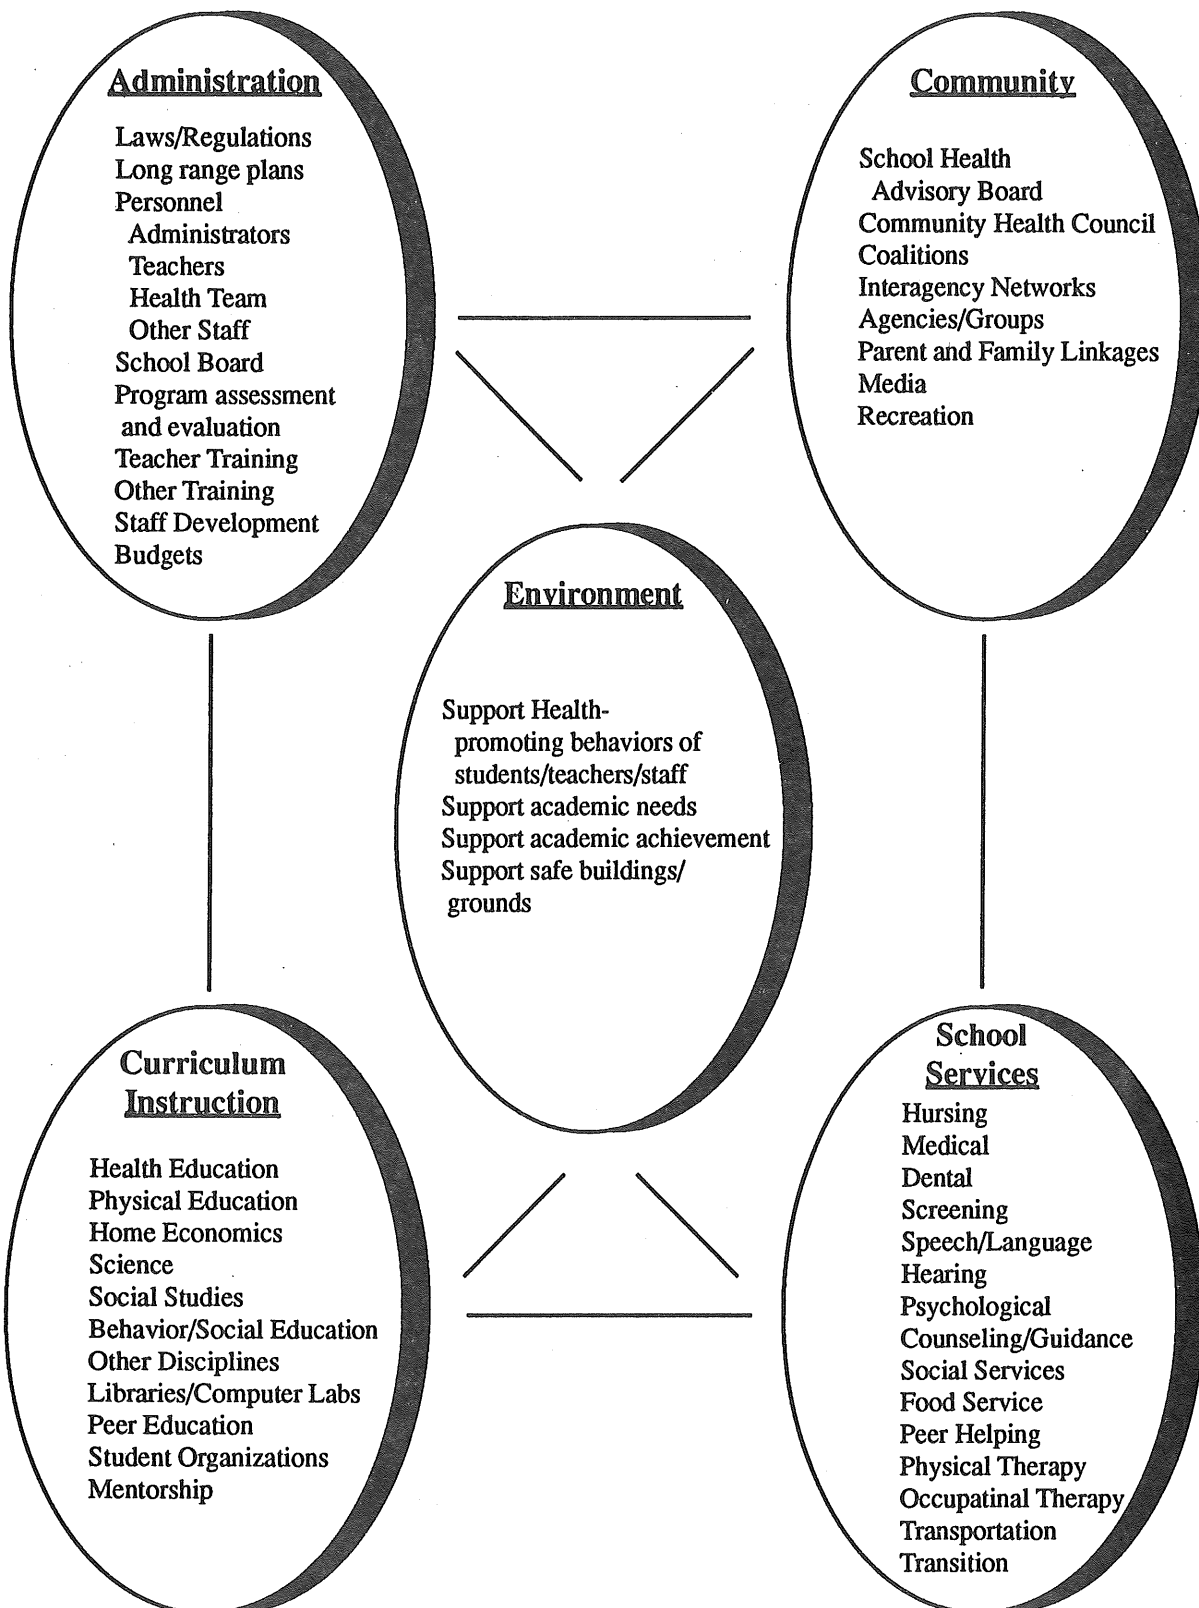 Administration
Laws/Regulations
Long range plans
Personnel
Administrators
Teachers
Health Team
Other Staff
School Board
Program assessment
and evaluation
Teacher Training
Other Training
Staff Development
Budgets
Community
School Health
Advisory Board
Community Health Council
Coalitions
Interagency Networks
Agencies/Groups
Parent and Family Linkages
Media
Recreation
Environment
Support Health-
promoting behaviors of
students/teachers/staff
Support academic needs
Support academic achievement
Support safe buildings/
grounds
Curriculum
Instruction
Health Education
Physical Education
Home Economics
Science
Social Studies
Behavior/Social Education
Other Disciplines
Libraries/Computer Labs
Peer Education
Student Organizations
Mentorship
School
Services
Hursing
Medical
Dental
Screening
Speech/Language
Hearing
Psychological
Counseling/Guidance
Social Services
Food Service
Peer Helping
Physical Therapy
Occupatinal Therapy
Transportation
Transition